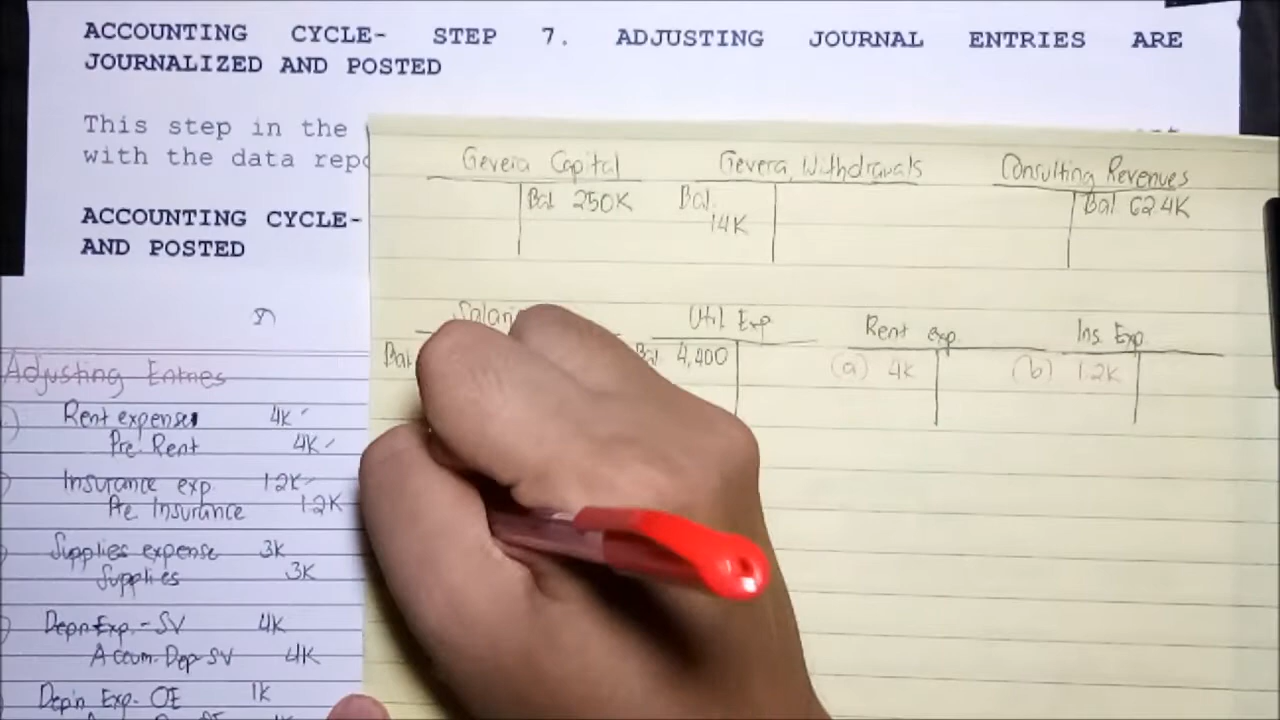 ACCOUNTING CYCLE- STEP 7. ADJUSTING JOURNAL ENTRIES ARE
JOURNALIZED AND POSTED
This step in the
with the data
ACCOUNTING CYCLE-
AND POSTED
Adjusting Entries
Rent expense 4K
Pre. Rent 4K
Insurance exp 1.2K
Pre. Insurance 1.2K
Supplies expense 3K
Supplies 3K
Depn Exp.-SV 4K
Accum. Dep SV 4K
Dep'n Exp. OE 1K
Gevera Capital Gevera, Withdrawals Consulting Revenues
Bal 250K Bal. Bal 62.4K
14K
Util Exp Rent exp Ins. Exp
Bal Bal 4,400 (a) 4K (b) 1.2K